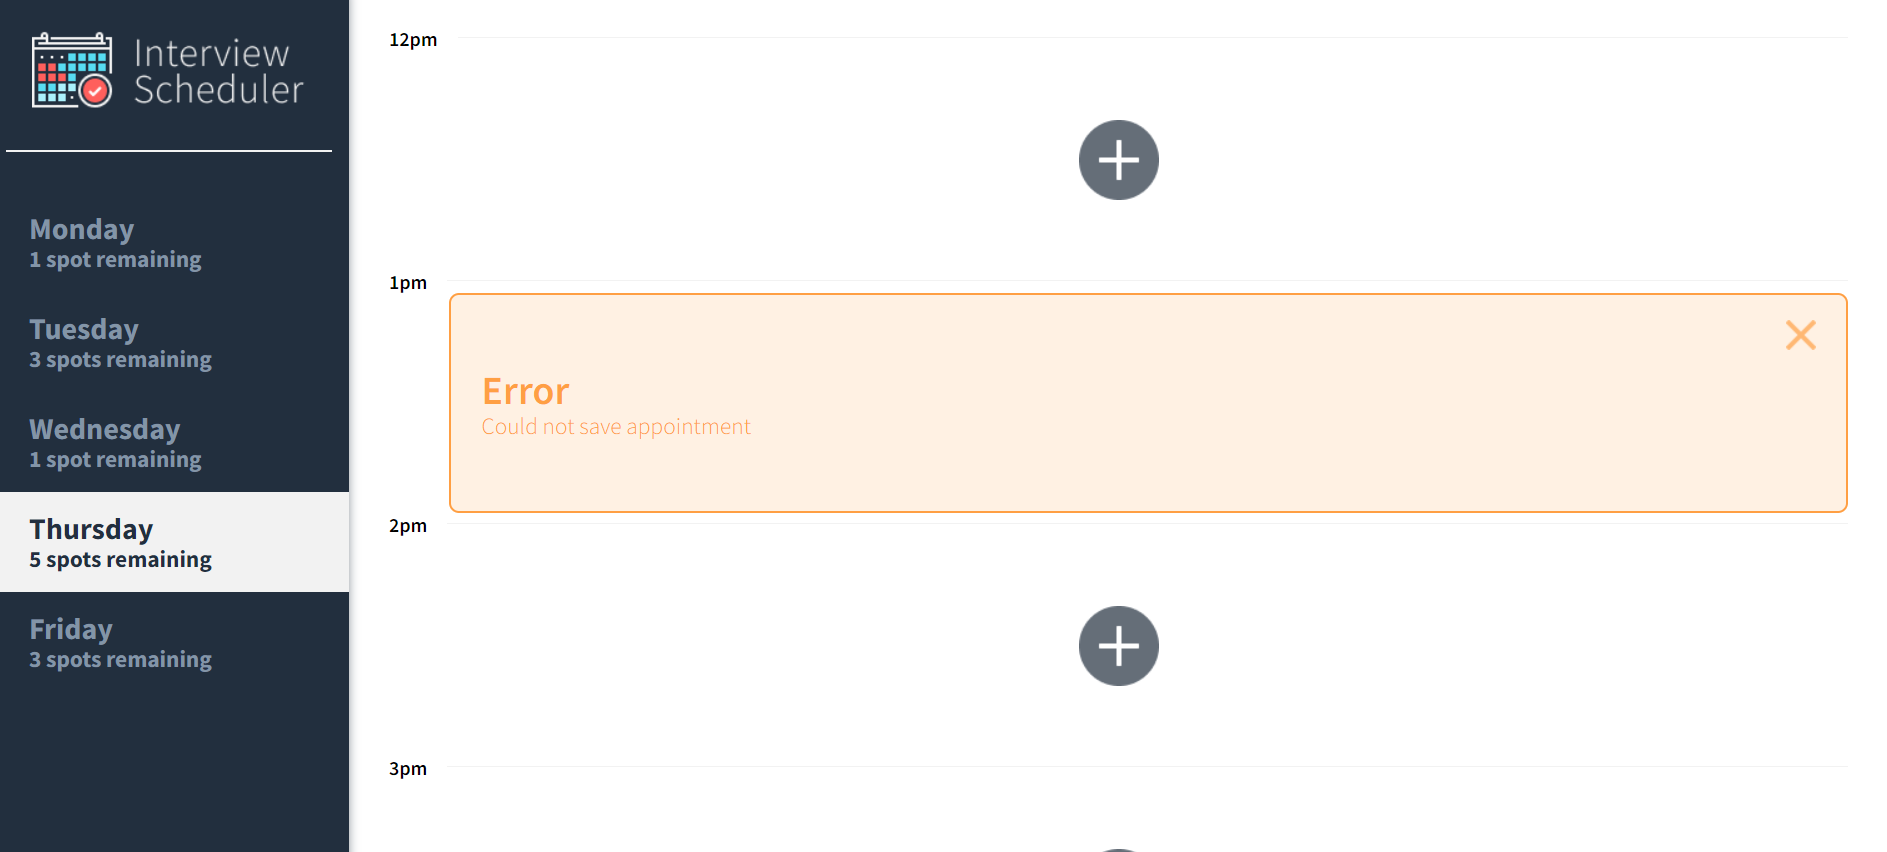 Interview
Scheduler
Monday
1 spot remaining
Tuesday
3 spots remaining
Wednesday
1 spot remaining
Thursday
5 spots remaining
Friday
3 spots remaining
12pm
1pm
Error
Could not save appointment
2pm
3pm